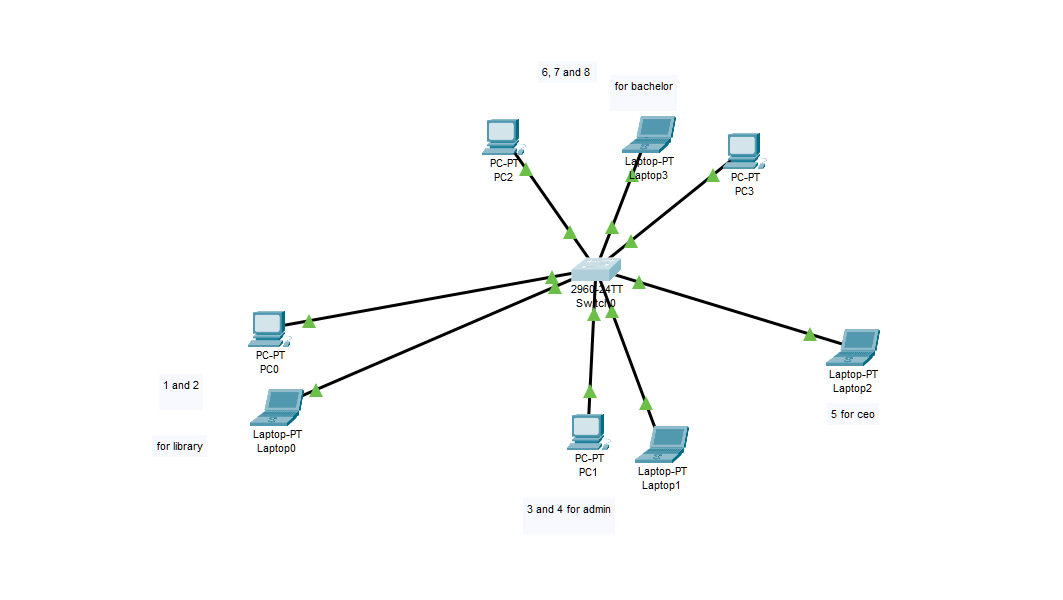 6, 7 and 8
for bachelor
PC-PT
PC2
Laptop-PT
Laptop3
PC-PT
PC3
2960-24TT
Switch0
PC-PT
PC0
1 and 2
Laptop-PT
Laptop0
for library
PC-PT
PC1
Laptop-PT
Laptop1
3 and 4 for admin
Laptop-PT
Laptop2
5 for ceo